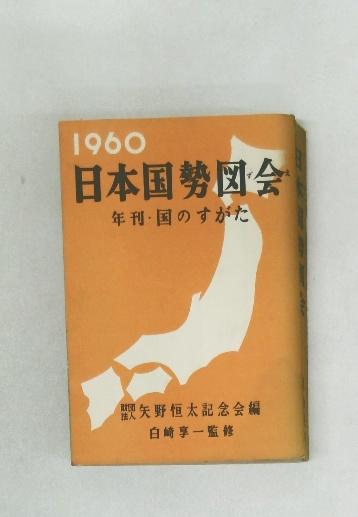 1960
日本国勢図会
ずえ
年刊・国のすがた
財団法人 矢野恒太記念会編
白崎享一監修
日本国勢図会